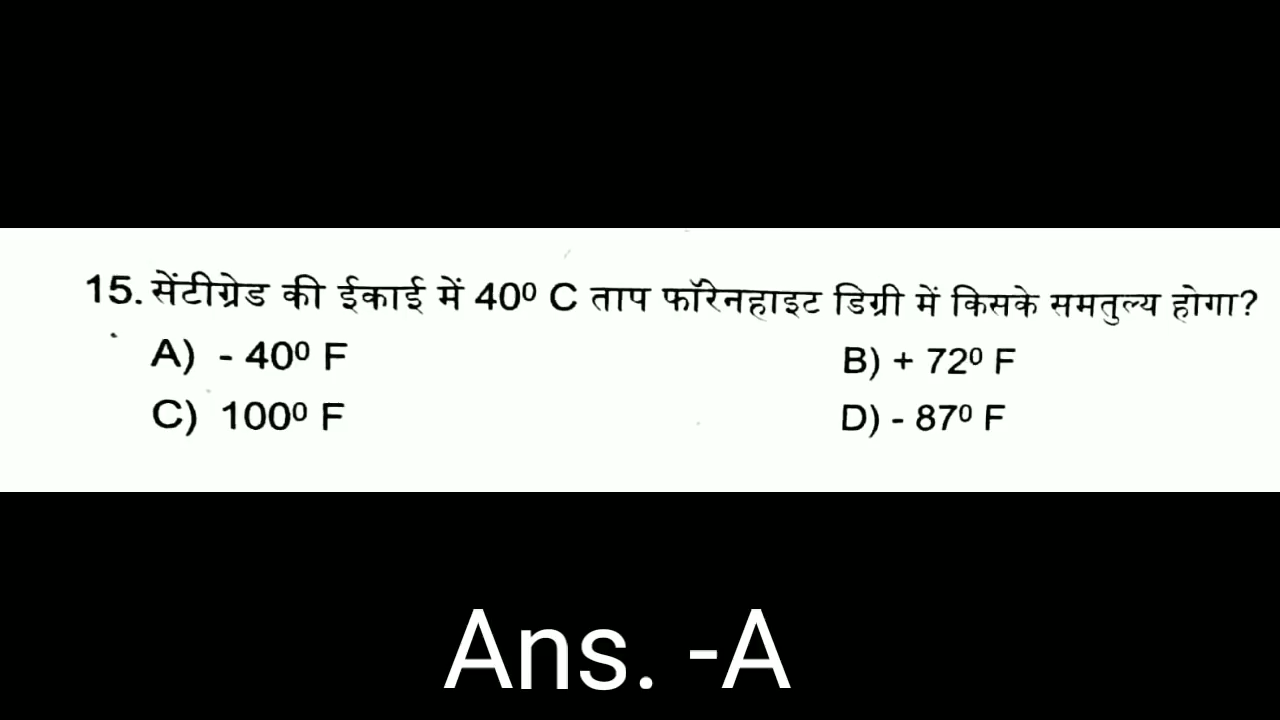 15. सेंटीग्रेड की ईकाई में 40⁰ C ताप फॉरेनहाइट डिग्री में किसके समतुल्य होगा?
A) - 40⁰ F B) + 72⁰ F
C) 100⁰ F D) - 87⁰ F
Ans. -A